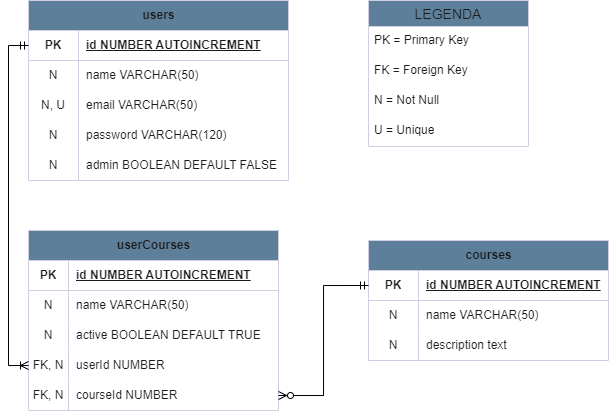 users
PK id NUMBER AUTOINCREMENT
N name VARCHAR(50)
N, U email VARCHAR(50)
N password VARCHAR(120)
N admin BOOLEAN DEFAULT FALSE
LEGENDA
PK = Primary Key
FK = Foreign Key
N = Not Null
U = Unique
userCourses
PK id NUMBER AUTOINCREMENT
N name VARCHAR(50)
N active BOOLEAN DEFAULT TRUE
FK, N userId NUMBER
FK, N courseId NUMBER
courses
PK id NUMBER AUTOINCREMENT
N name VARCHAR(50)
N description text